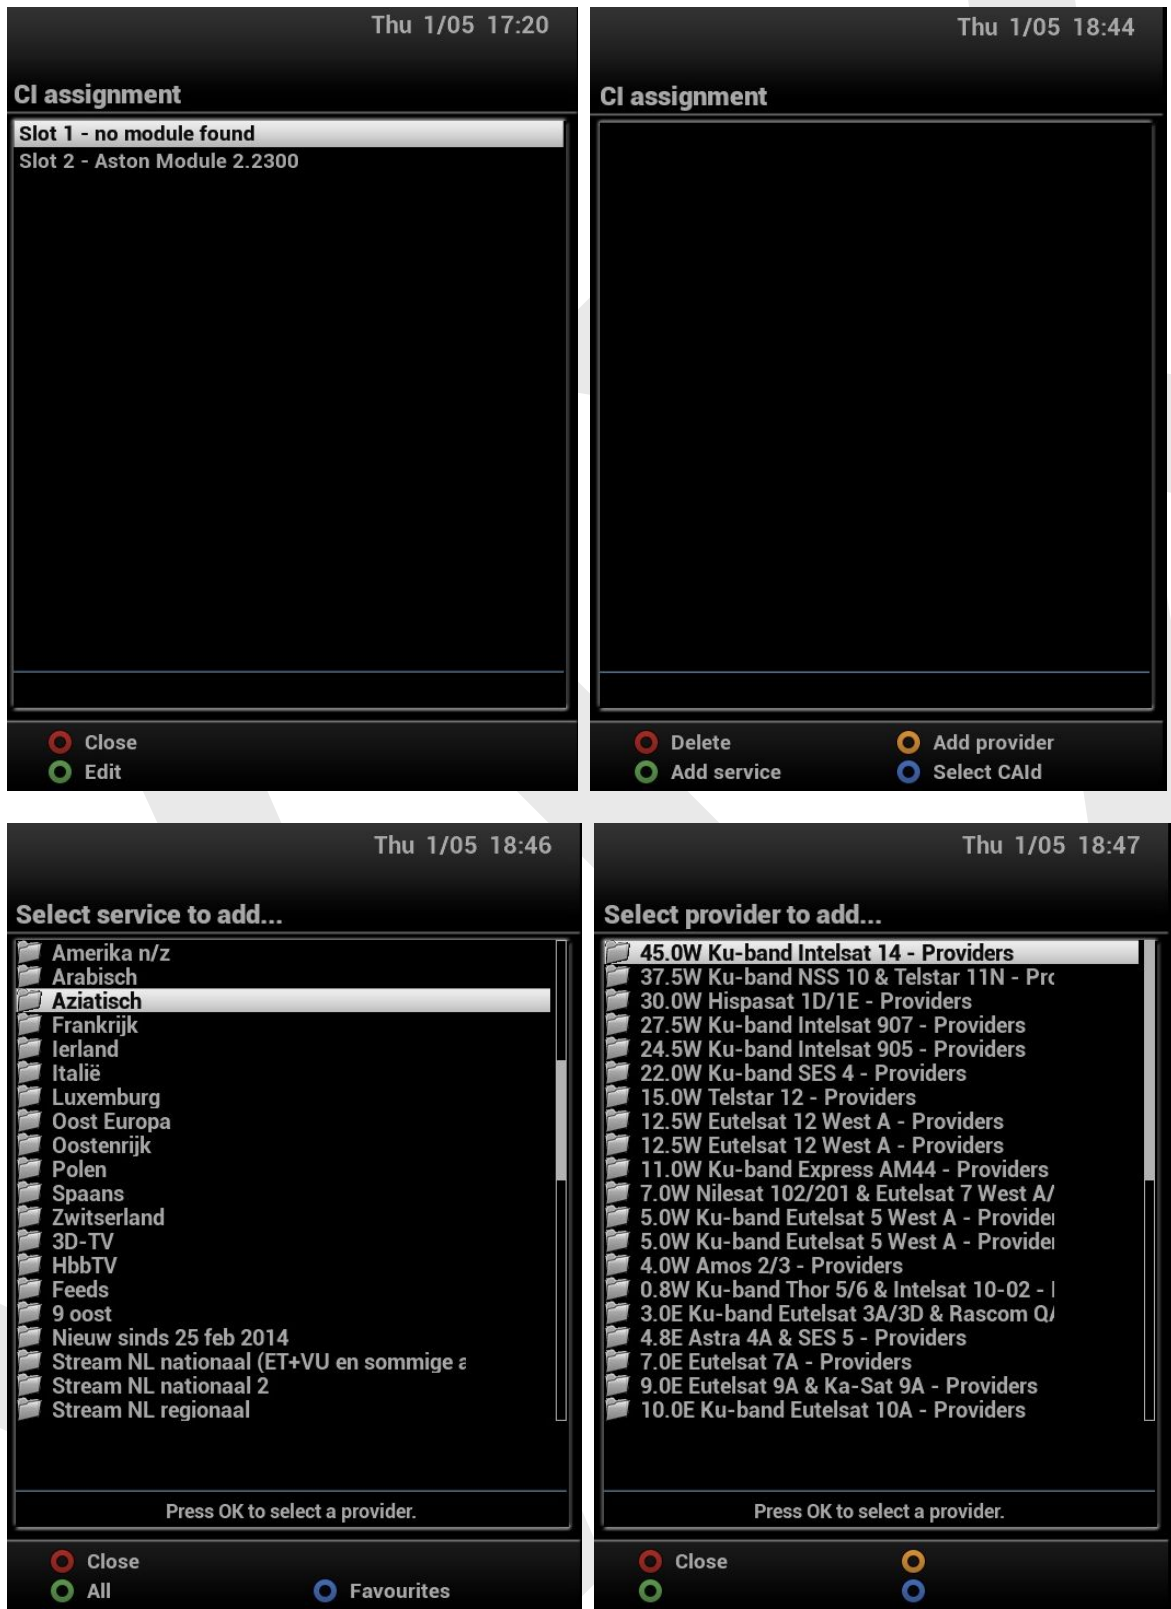 Thu 1/05 17:20
CI assignment
Slot 1 - no module found
Slot 2 - Aston Module 2.2300
Close
Edit
Thu 1/05 18:44
CI assignment
Delete
Add provider
Add service
Select CAId
Thu 1/05 18:46
Select service to add...
Amerika n/z
Arabisch
Aziatisch
Frankrijk
Ierland
Italië
Luxemburg
Oost Europa
Oostenrijk
Polen
Spaans
Zwitserland
3D-TV
HbbTV
Feeds
9 oost
Nieuw sinds 25 feb 2014
Stream NL nationaal (ET+VU en sommige a
Stream NL nationaal 2
Stream NL regionaal
Press OK to select a provider.
Close
All
Favourites
Thu 1/05 18:47
Select provider to add...
45.0W Ku-band Intelsat 14 - Providers
37.5W Ku-band NSS 10 & Telstar 11N - Pro
30.0W Hispasat 1D/1E - Providers
27.5W Ku-band Intelsat 907 - Providers
24.5W Ku-band Intelsat 905 - Providers
22.0W Ku-band SES 4 - Providers
15.0W Telstar 12 - Providers
12.5W Eutelsat 12 West A - Providers
12.5W Eutelsat 12 West A - Providers
11.0W Ku-band Express AM44 - Providers
7.0W Nilesat 102/201 & Eutelsat 7 West A/
5.0W Ku-band Eutelsat 5 West A - Provider
5.0W Ku-band Eutelsat 5 West A - Provider
4.0W Amos 2/3 - Providers
0.8W Ku-band Thor 5/6 & Intelsat 10-02 -
3.0E Ku-band Eutelsat 3A/3D & Rascom Q/
4.8E Astra 4A & SES 5 - Providers
7.0E Eutelsat 7A - Providers
9.0E Eutelsat 9A & Ka-Sat 9A - Providers
10.0E Ku-band Eutelsat 10A - Providers
Press OK to select a provider.
Close